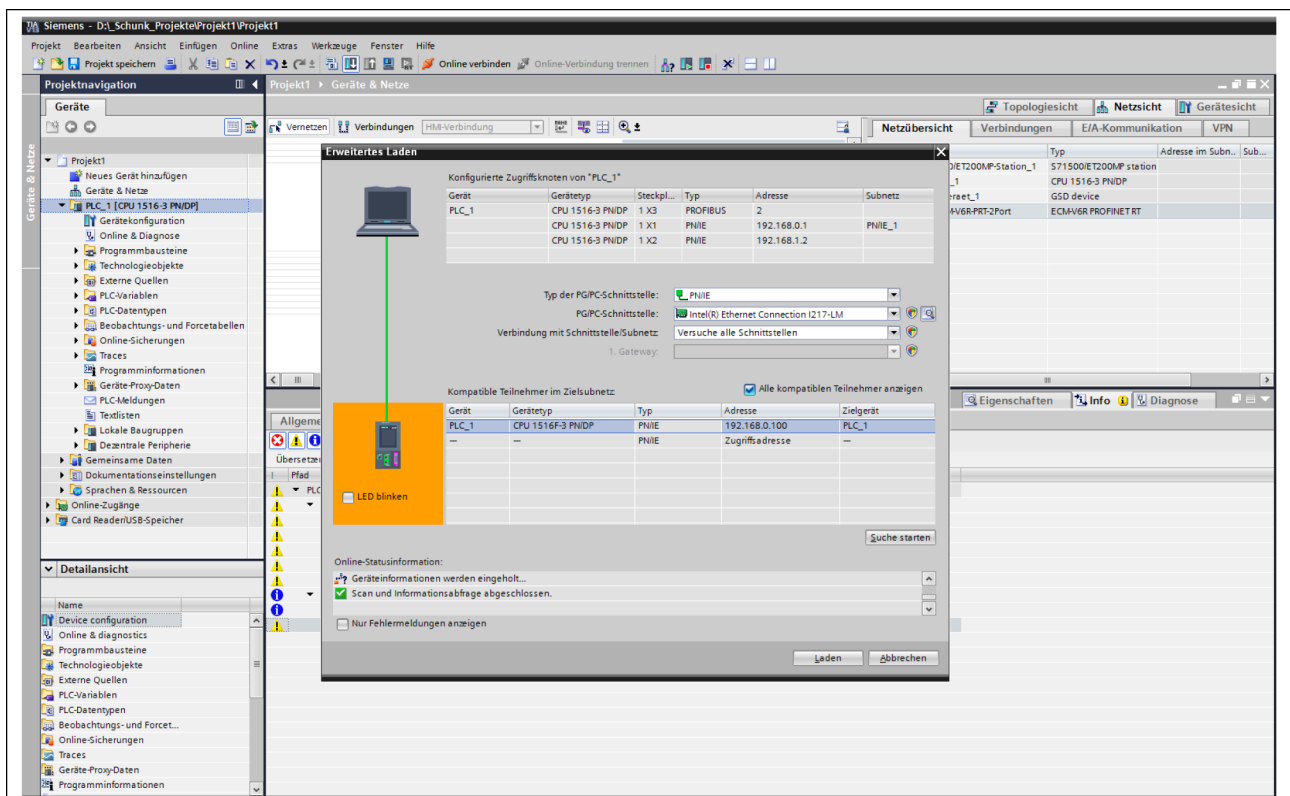 Siemens - D:\_Schunk_Projekte\Projekt1\Projekt1
Projekt Bearbeiten Ansicht Einfügen Online Extras Werkzeuge Fenster Hilfe
Projekt speichern Online verbinden Online-Verbindung trennen
Projektnavigation
Projekt1 Geräte & Netze
Geräte
Topologiesicht Netzsicht Gerätesicht
Vernetzen Verbindungen HMI-Verbindung
Netzübersicht Verbindungen E/A-Kommunikation VPN
Geräte & Netze
Projekt1
Neues Gerät hinzufügen
Geräte & Netze
PLC_1 [CPU 1516-3 PN/DP]
Gerätekonfiguration
Online & Diagnose
Programmbausteine
Technologieobjekte
Externe Quellen
PLC-Variablen
PLC-Datentypen
Beobachtungs- und Forcetabellen
Online-Sicherungen
Traces
Programminformationen
Geräte-Proxy-Daten
PLC-Meldungen
Textlisten
Lokale Baugruppen
Dezentrale Peripherie
Gemeinsame Daten
Dokumentationseinstellungen
Sprachen & Ressourcen
Online-Zugänge
Card Reader/USB-Speicher
Detailansicht
Name
Device configuration
Online & diagnostics
Programmbausteine
Technologieobjekte
Externe Quellen
PLC-Variablen
PLC-Datentypen
Beobachtungs- und Forcet...
Online-Sicherungen
Traces
Geräte-Proxy-Daten
Programminformationen
Erweitertes Laden
Konfigurierte Zugriffsknoten von "PLC_1"
Gerät Gerätetyp Steckpl... Typ Adresse Subnetz
PLC_1 CPU 1516-3 PN/DP 1 X3 PROFIBUS 2
CPU 1516-3 PN/DP 1 X1 PN/IE 192.168.0.1 PN/IE_1
CPU 1516-3 PN/DP 1 X2 PN/IE 192.168.1.2
Typ der PG/PC-Schnittstelle: PN/IE
PG/PC-Schnittstelle: Intel(R) Ethernet Connection I217-LM
Verbindung mit Schnittstelle/Subnetz: Versuche alle Schnittstellen
1. Gateway:
Kompatible Teilnehmer im Zielsubnetz: Alle kompatiblen Teilnehmer anzeigen
Gerät Gerätetyp Typ Adresse Zielgerät
PLC_1 CPU 1516F-3 PN/DP PN/IE 192.168.0.100 PLC_1
— — PN/IE Zugriffsadresse —
LED blinken
Suche starten
Online-Statusinformation:
Geräteinformationen werden eingeholt...
Scan und Informationsabfrage abgeschlossen.
Nur Fehlermeldungen anzeigen
Laden Abbrechen
Typ Adresse im Subn... Sub...
/ET200MP-Station_1 S71500/ET200MP station
_1 CPU 1516-3 PN/DP
raet_1 GSD device
V6R-PRT-2Port ECM-V6R PROFINET RT
Eigenschaften Info Diagnose
Allgeme
Übersetze
! Pfad
PLC